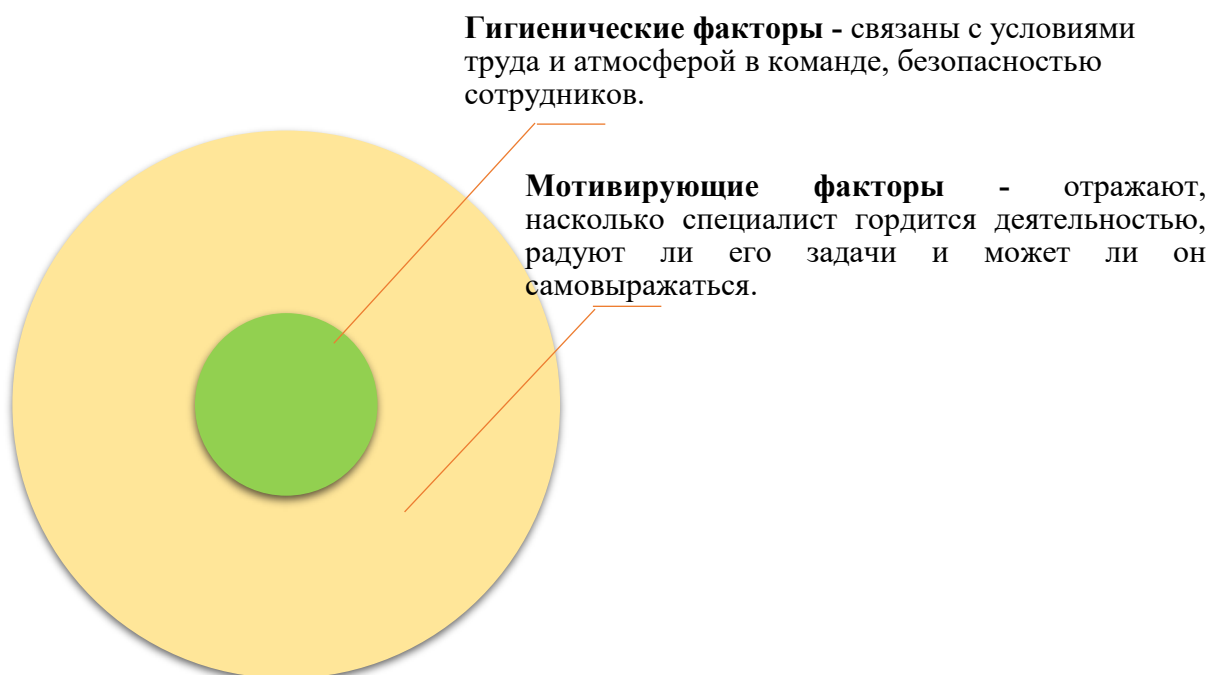 Гигиенические факторы - связаны с условиями
труда и атмосферой в команде, безопасностью
сотрудников.
Мотивирующие факторы - отражают,
насколько специалист гордится деятельностью,
радуют ли его задачи и может ли он
самовыражаться.